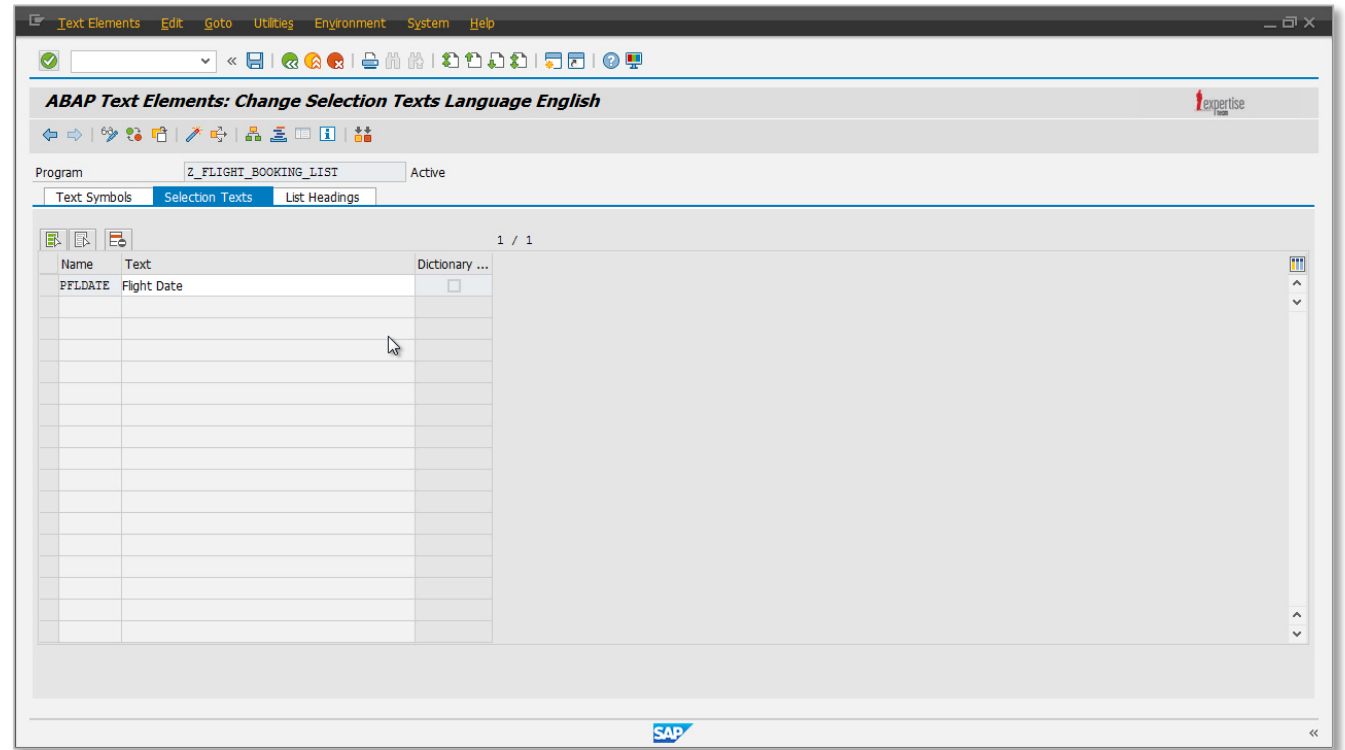 Text Elements Edit Goto Utilities Environment System Help
ABAP Text Elements: Change Selection Texts Language English
expertise
Program Z_FLIGHT_BOOKING_LIST Active
Text Symbols Selection Texts List Headings
1 / 1
Name Text Dictionary ...
PFLDATE Flight Date
SAP